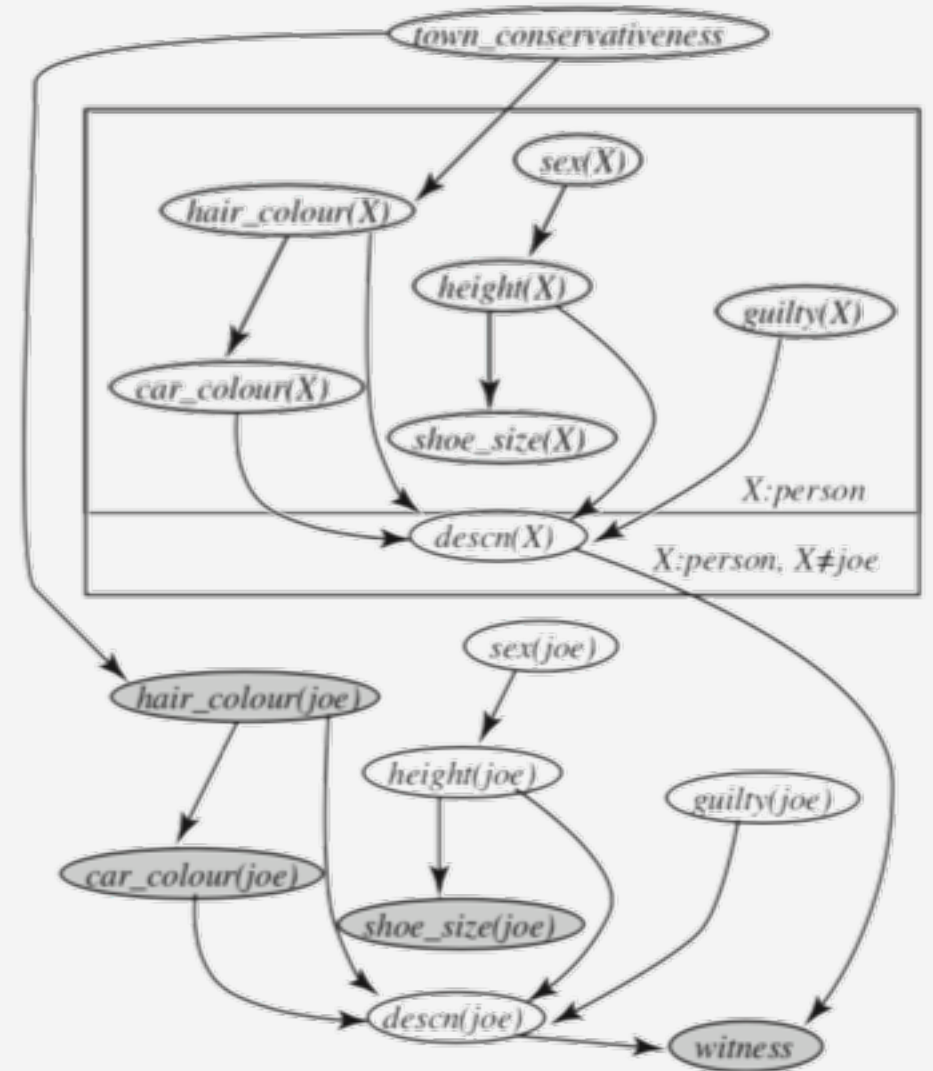 town_conservativeness
sex(X)
hair_colour(X)
height(X)
guilty(X)
car_colour(X)
shoe_size(X)
X:person
descn(X)
X:person, X≠joe
sex(joe)
hair_colour(joe)
height(joe)
guilty(joe)
car_colour(joe)
shoe_size(joe)
descn(joe)
witness